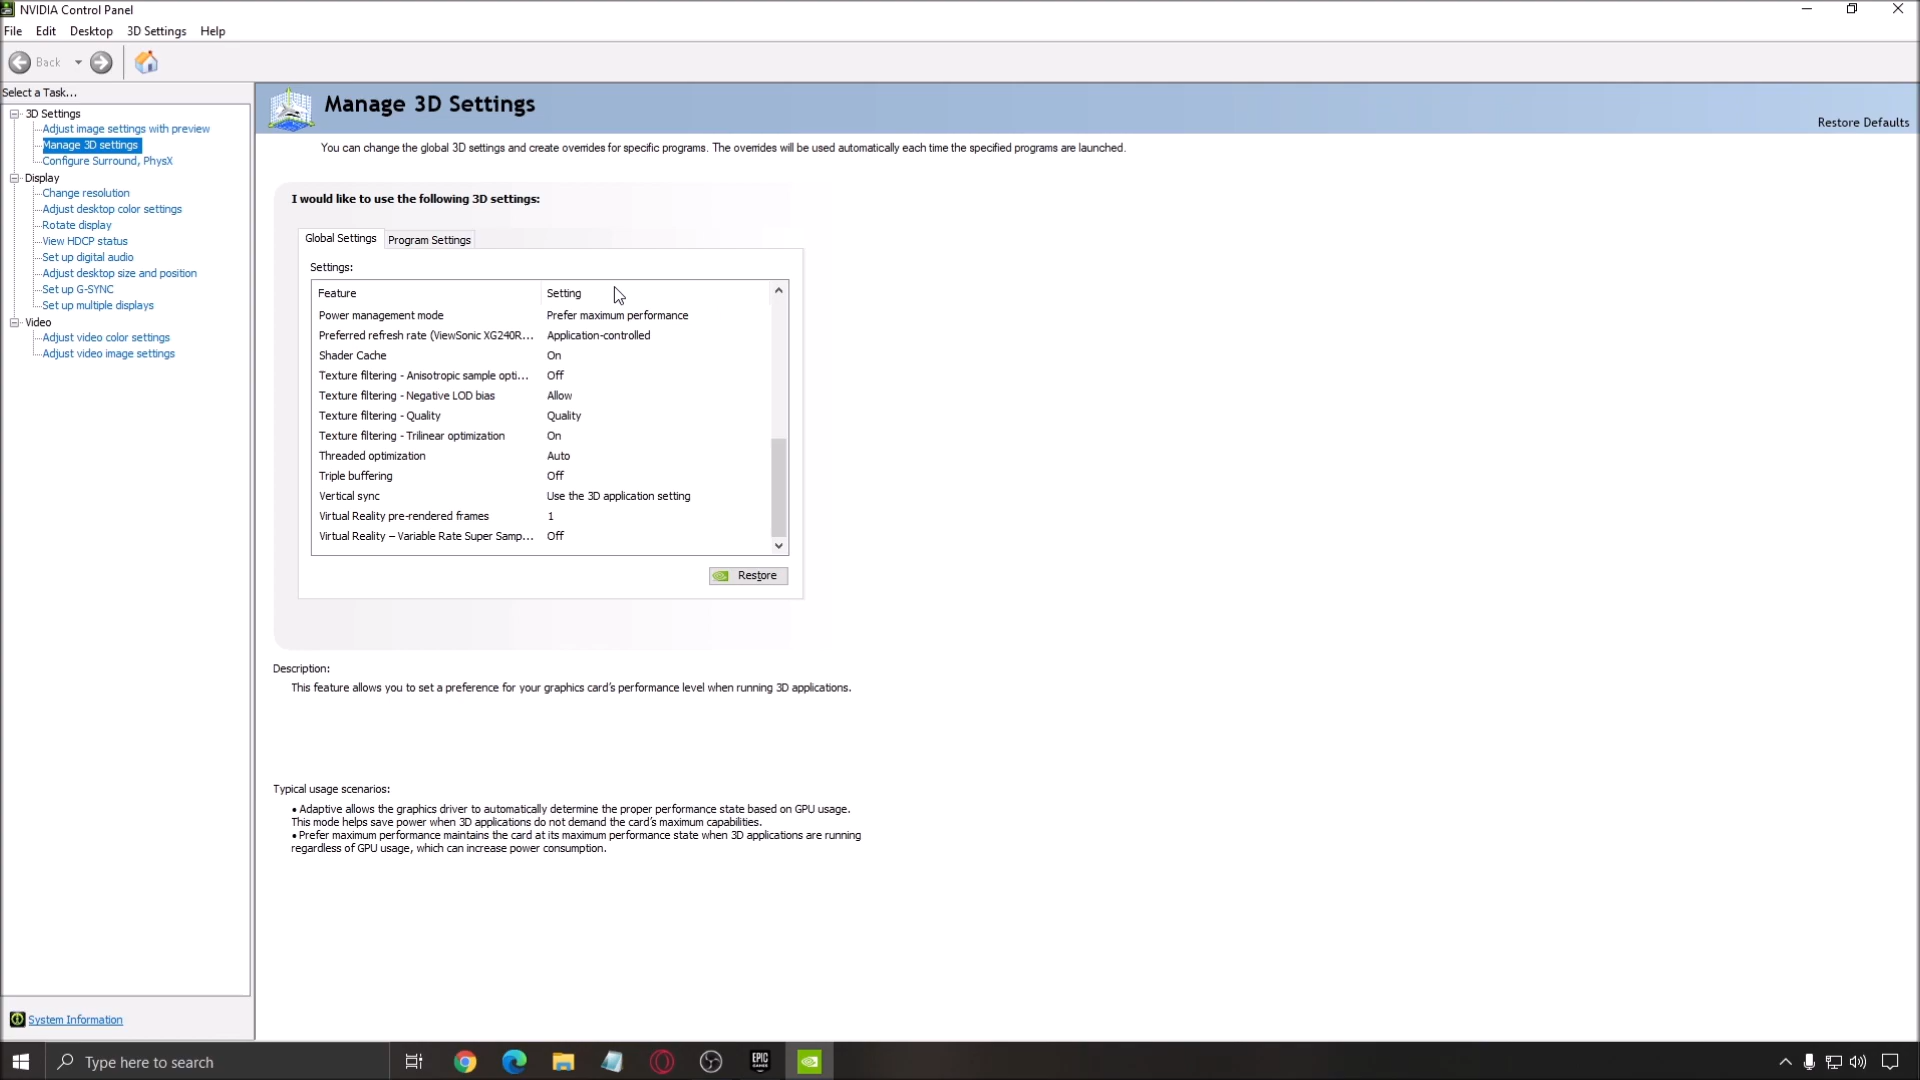 NVIDIA Control Panel
File Edit Desktop 3D Settings Help
Back
Select a Task...
3D Settings
Adjust image settings with preview
Manage 3D settings
Configure Surround, PhysX
Display
Change resolution
Adjust desktop color settings
Rotate display
View HDCP status
Set up digital audio
Adjust desktop size and position
Set up G-SYNC
Set up multiple displays
Video
Adjust video color settings
Adjust video image settings
System Information
Manage 3D Settings
Restore Defaults
You can change the global 3D settings and create overrides for specific programs. The overrides will be used automatically each time the specified programs are launched.
I would like to use the following 3D settings:
Global Settings Program Settings
Settings:
Feature Setting
Power management mode Prefer maximum performance
Preferred refresh rate (ViewSonic XG240R... Application-controlled
Shader Cache On
Texture filtering - Anisotropic sample opti... Off
Texture filtering - Negative LOD bias Allow
Texture filtering - Quality Quality
Texture filtering - Trilinear optimization On
Threaded optimization Auto
Triple buffering Off
Vertical sync Use the 3D application setting
Virtual Reality pre-rendered frames 1
Virtual Reality – Variable Rate Super Samp... Off
Restore
Description:
This feature allows you to set a preference for your graphics card's performance level when running 3D applications.
Typical usage scenarios:
• Adaptive allows the graphics driver to automatically determine the proper performance state based on GPU usage.
This mode helps save power when 3D applications do not demand the card's maximum capabilities.
• Prefer maximum performance maintains the card at its maximum performance state when 3D applications are running
regardless of GPU usage, which can increase power consumption.
Type here to search
EPIC
GAMES